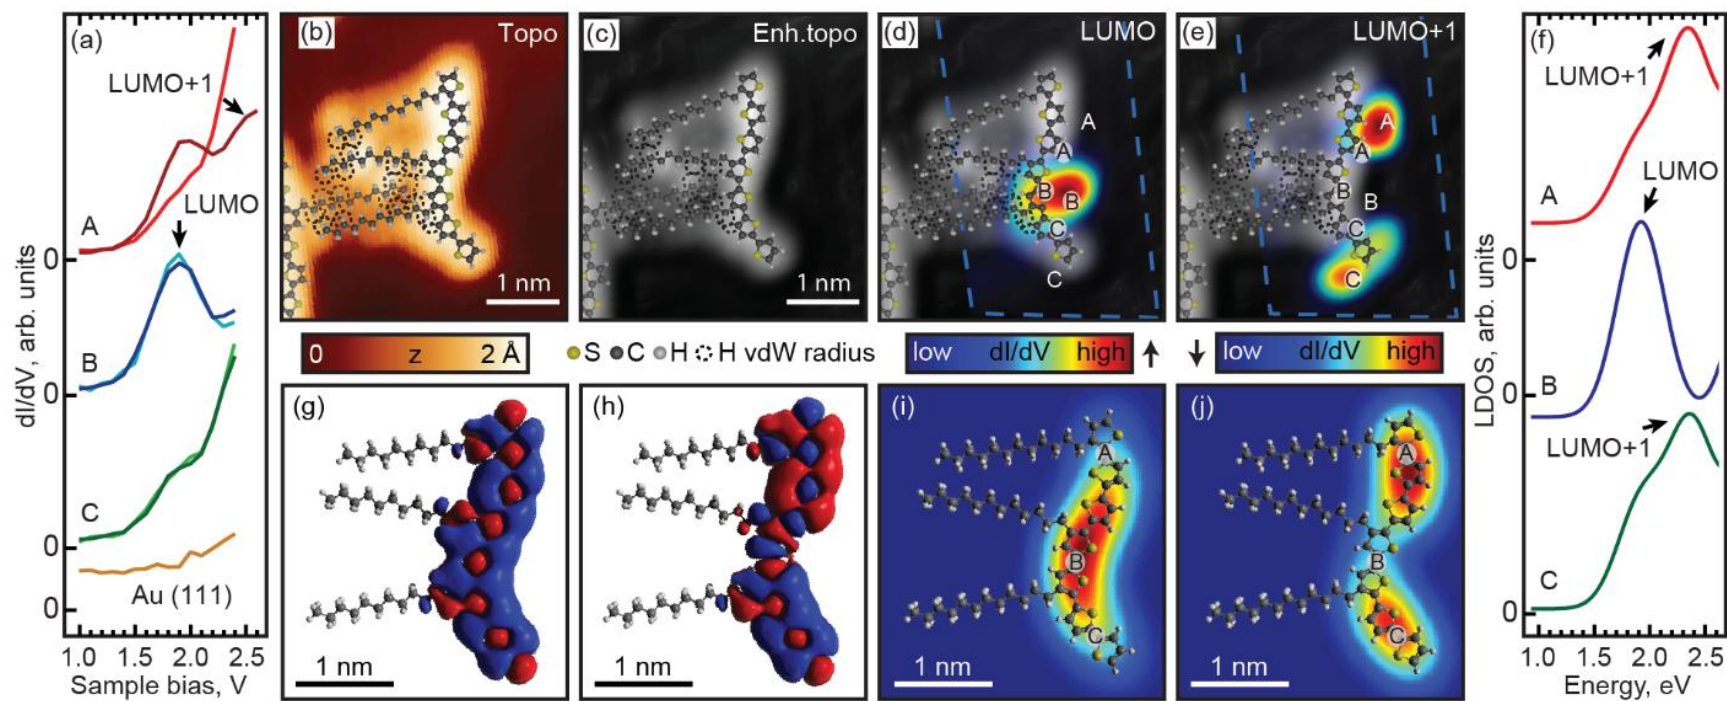 (a)
LUMO+1
LUMO
A
0
B
0
C
0
Au (111)
0
dI/dV, arb. units
1.0 1.5 2.0 2.5
Sample bias, V
(b) Topo
1 nm
(c) Enh.topo
1 nm
(d) LUMO
A
A
B
B
C
C
(e) LUMO+1
A
A
B
B
C
C
0 z 2 Å
S C H H vdW radius
low dI/dV high
low dI/dV high
(f)
LUMO+1
LUMO
A
0
B
0
LUMO+1
C
0
LDOS, arb. units
1.0 1.5 2.0 2.5
Energy, eV
(g)
1 nm
(h)
1 nm
(i)
A
B
C
1 nm
(j)
A
B
C
1 nm